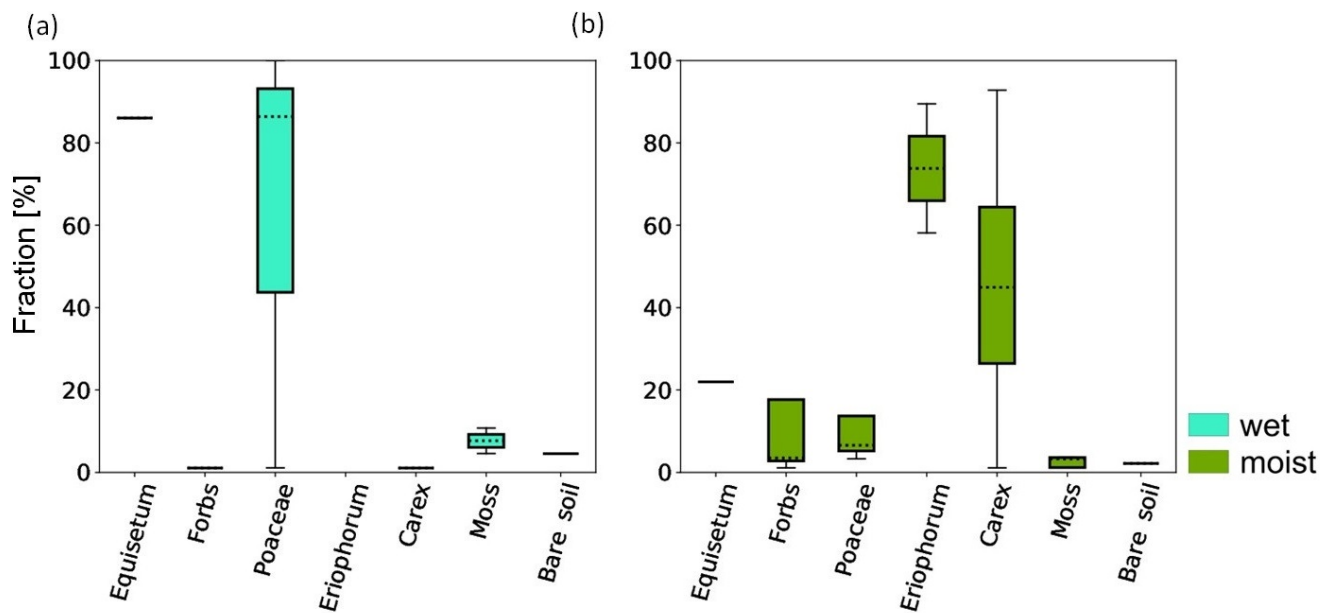 (a)
(b)
Fraction [%]
100
80
60
40
20
0
Equisetum
Forbs
Poaceae
Eriophorum
Carex
Moss
Bare soil
100
80
60
40
20
0
Equisetum
Forbs
Poaceae
Eriophorum
Carex
Moss
Bare soil
wet
moist